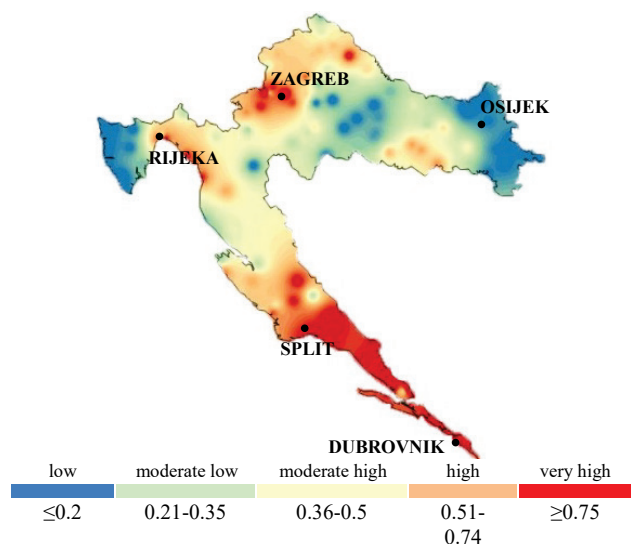 ZAGREB
OSIJEK
RIJEKA
SPLIT
DUBROVNIK
low moderate low moderate high high very high
≤0.2 0.21-0.35 0.36-0.5 0.51-0.74 ≥0.75